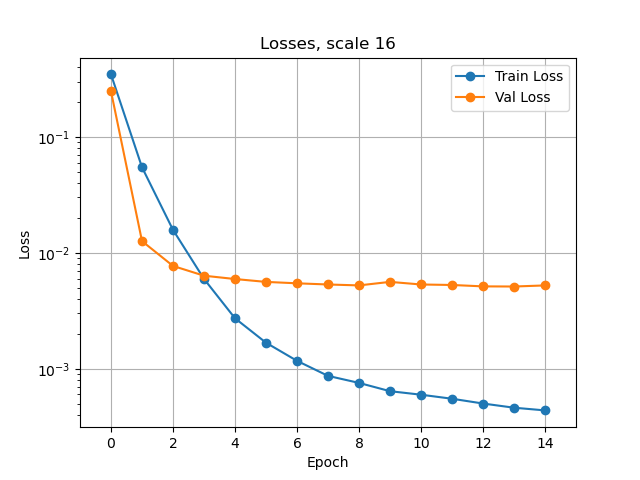 Losses, scale 16
Train Loss
Val Loss
10⁻¹
10⁻²
10⁻³
Loss
0 2 4 6 8 10 12 14
Epoch